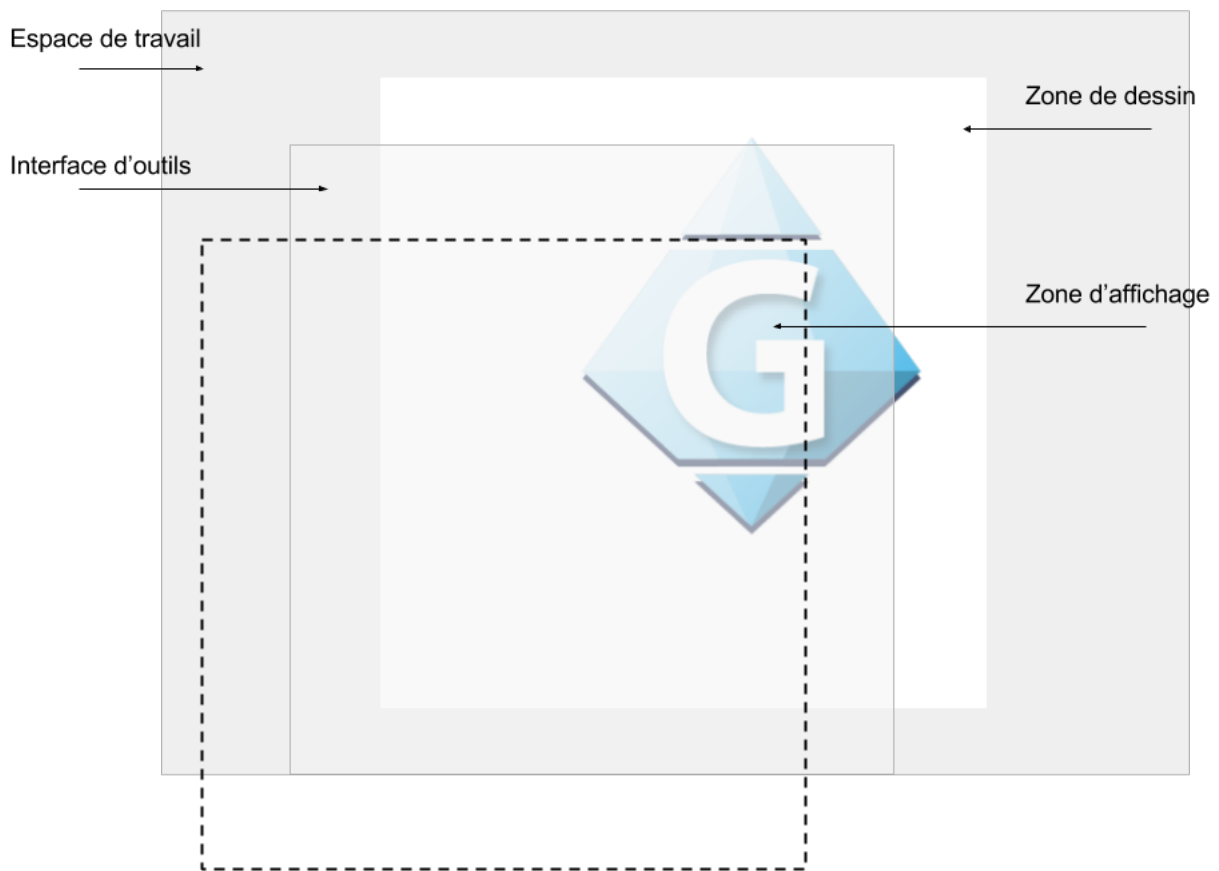 Espace de travail
Zone de dessin
Interface d’outils
Zone d’affichage
G